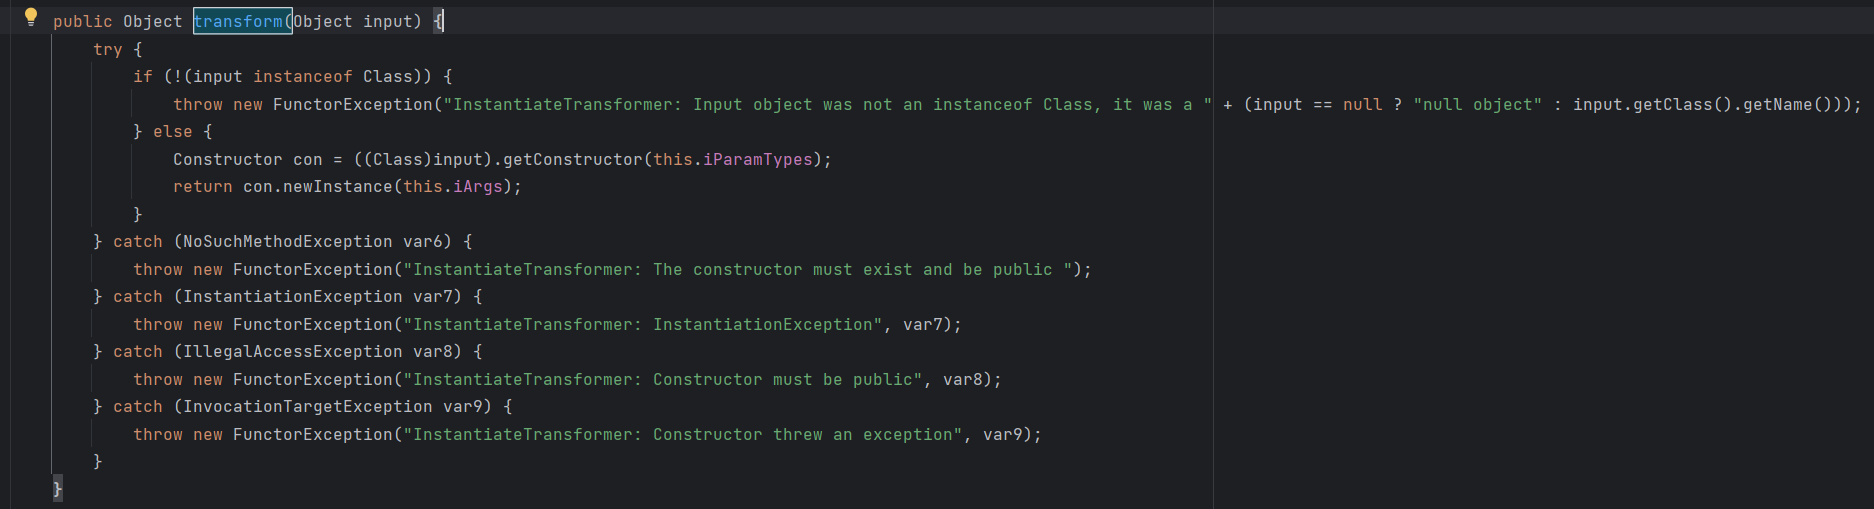 public Object transform(Object input) {
try {
if (!(input instanceof Class)) {
throw new FunctorException("InstantiateTransformer: Input object was not an instanceof Class, it was a " + (input == null ? "null object" : input.getClass().getName()));
} else {
Constructor con = ((Class)input).getConstructor(this.iParamTypes);
return con.newInstance(this.iArgs);
}
} catch (NoSuchMethodException var6) {
throw new FunctorException("InstantiateTransformer: The constructor must exist and be public ");
} catch (InstantiationException var7) {
throw new FunctorException("InstantiateTransformer: InstantiationException", var7);
} catch (IllegalAccessException var8) {
throw new FunctorException("InstantiateTransformer: Constructor must be public", var8);
} catch (InvocationTargetException var9) {
throw new FunctorException("InstantiateTransformer: Constructor threw an exception", var9);
}
}